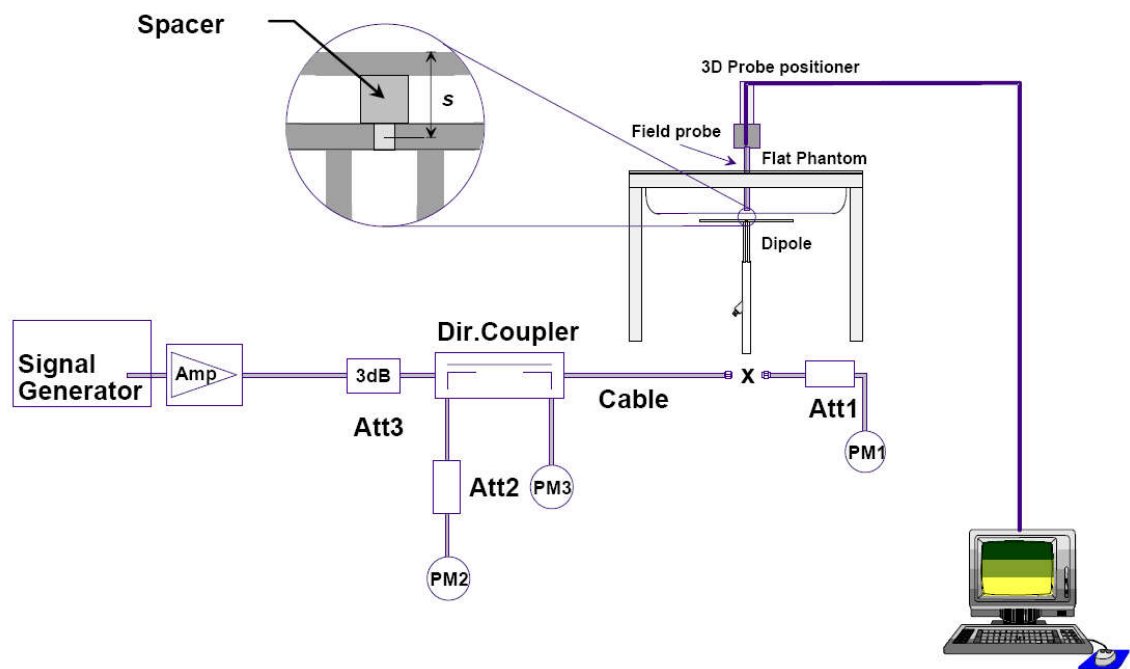 Spacer
s
3D Probe positioner
Field probe
Flat Phantom
Dipole
Signal
Generator
Amp
3dB
Att3
Dir.Coupler
Cable
X
Att1
PM1
Att2
PM3
PM2